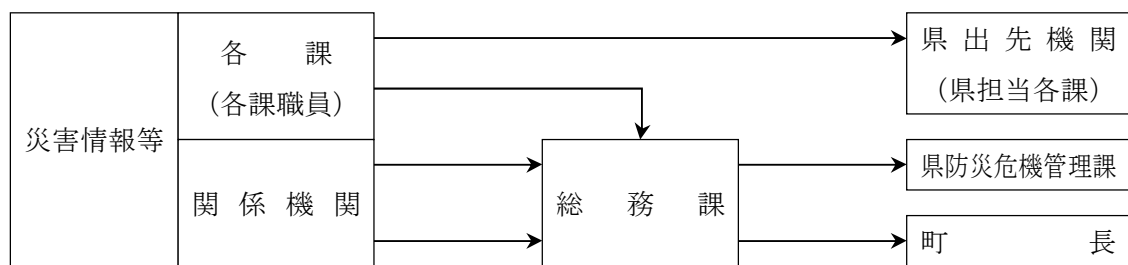 災害情報等
各課
（各課職員）
関係機関
総務課
県出先機関
（県担当各課）
県防災危機管理課
町長